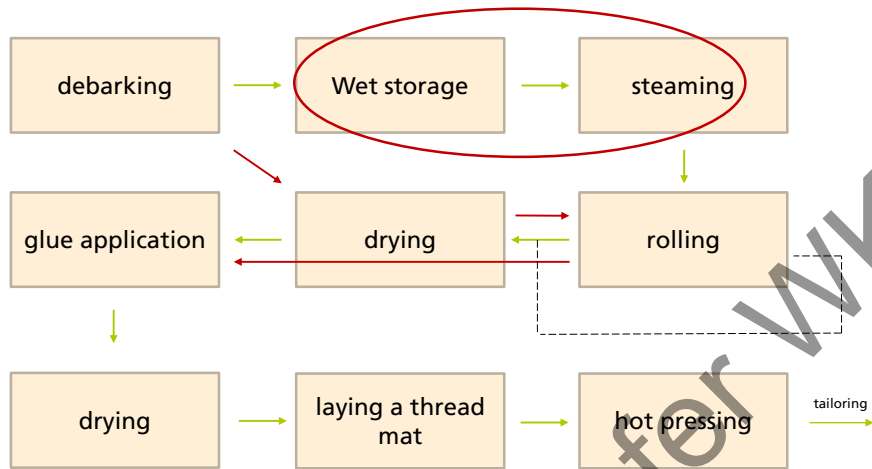 debarking
Wet storage
steaming
glue application
drying
rolling
drying
laying a thread
mat
hot pressing
tailoring